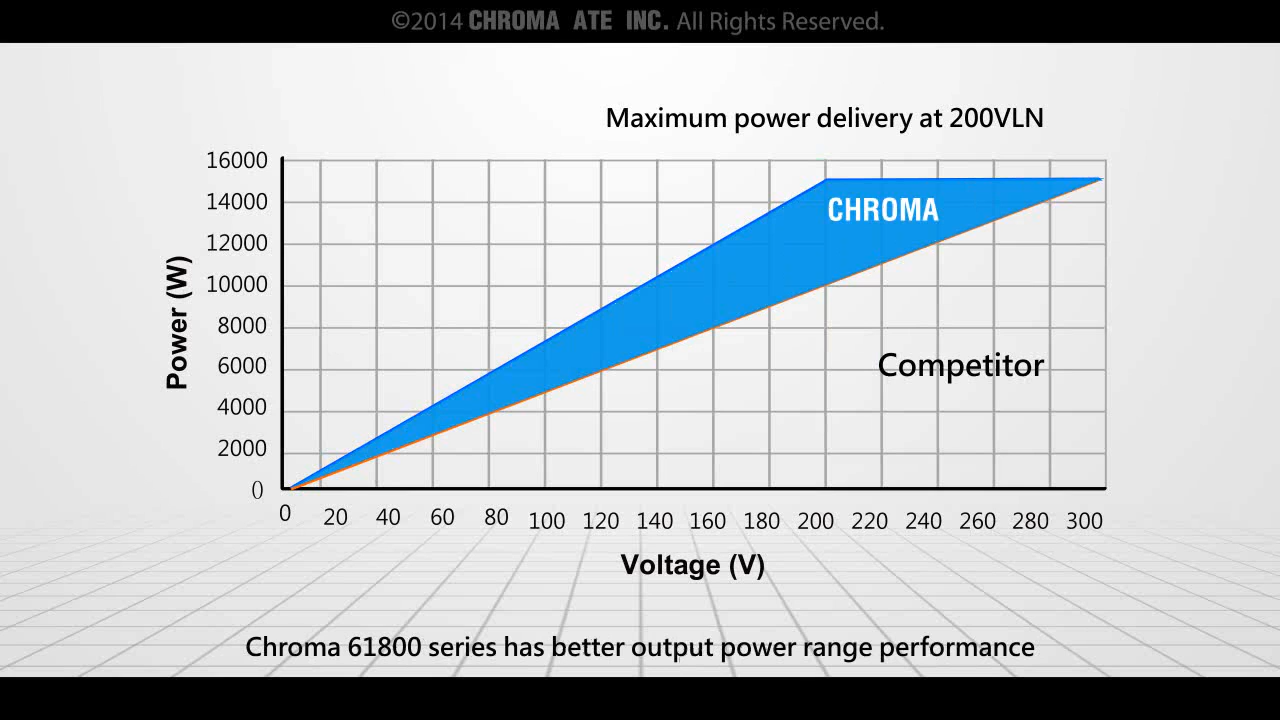 ©2014 CHROMA ATE INC. All Rights Reserved.
Maximum power delivery at 200VLN
16000
14000
12000
10000
8000
6000
4000
2000
0
Power (W)
CHROMA
Competitor
0 20 40 60 80 100 120 140 160 180 200 220 240 260 280 300
Voltage (V)
Chroma 61800 series has better output power range performance